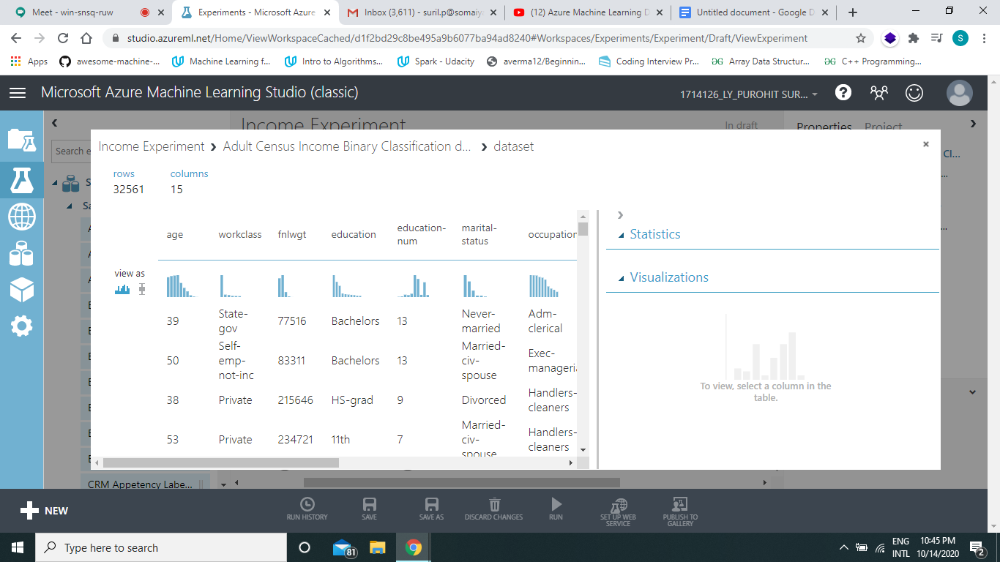 Meet - win-snsq-ruw
Experiments - Microsoft Azure
Inbox (3,611) - suril.p@somaiy
(12) Azure Machine Learning D
Untitled document - Google D
studio.azureml.net/Home/ViewWorkspaceCached/d1f2bd29c8be495a9b6077ba94ad8240#Workspaces/Experiments/Experiment/Draft/ViewExperiment
S
Apps
awesome-machine-...
Machine Learning f...
Intro to Algorithms...
Spark - Udacity
averma12/Beginnin...
Coding Interview Pr...
Array Data Structur...
C++ Programming...
Microsoft Azure Machine Learning Studio (classic)
1714126_LY_PUROHIT SUR...
Income Experiment
In draft
Properties Project
Search e
Cl...
Income Experiment > Adult Census Income Binary Classification d... > dataset
rows columns
32561 15
age workclass fnlwgt education education-num marital-status occupation
view as
39 State-gov 77516 Bachelors 13 Never-married Adm-clerical
50 Self-emp-not-inc 83311 Bachelors 13 Married-civ-spouse Exec-manageria
38 Private 215646 HS-grad 9 Divorced Handlers-cleaners
53 Private 234721 11th 7 Married-civ-spouse Handlers-cleaners
Statistics
Visualizations
To view, select a column in the
table.
CRM Appetency Labe...
NEW
RUN HISTORY
SAVE
SAVE AS
DISCARD CHANGES
RUN
SET UP WEB
SERVICE
PUBLISH TO
GALLERY
Type here to search
81
ENG
INTL
10:45 PM
10/14/2020
2